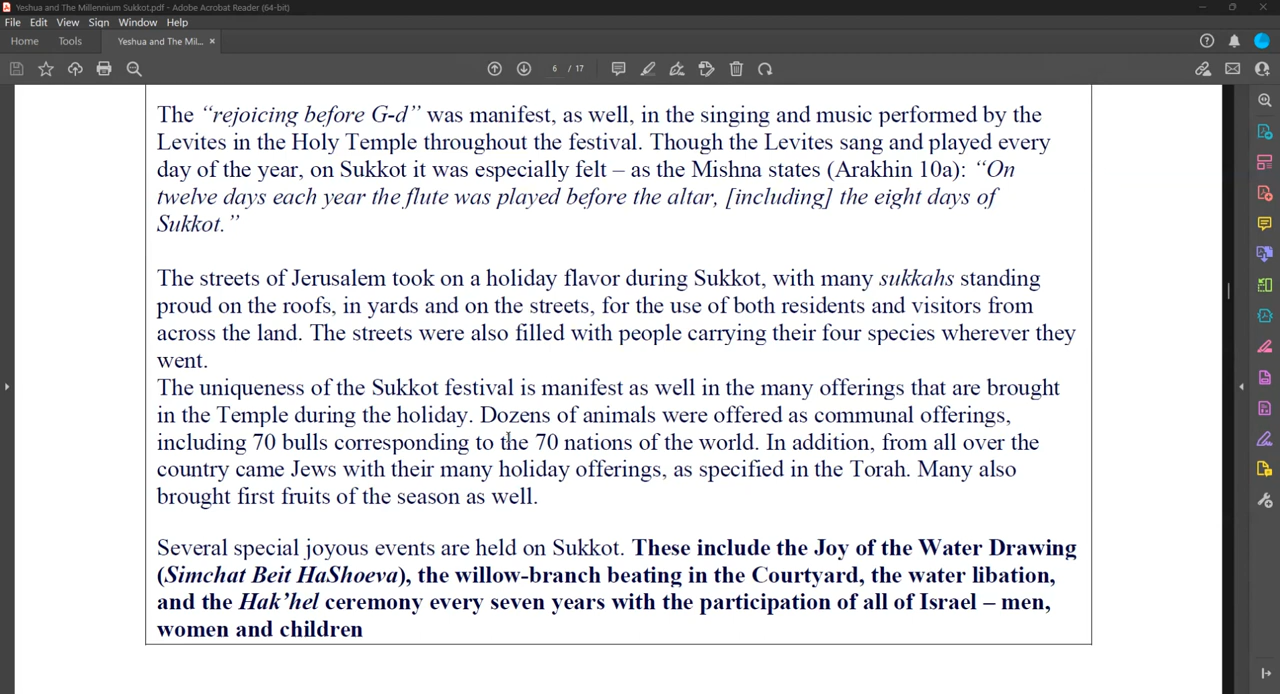 Yeshua and The Millennium Sukkot.pdf - Adobe Acrobat Reader (64-bit)
File Edit View Sign Window Help
Home Tools Yeshua and The Mil... ×
6 / 17
The “rejoicing before G-d” was manifest, as well, in the singing and music performed by the
Levites in the Holy Temple throughout the festival. Though the Levites sang and played every
day of the year, on Sukkot it was especially felt – as the Mishna states (Arakhin 10a): “On
twelve days each year the flute was played before the altar, [including] the eight days of
Sukkot.”
The streets of Jerusalem took on a holiday flavor during Sukkot, with many sukkahs standing
proud on the roofs, in yards and on the streets, for the use of both residents and visitors from
across the land. The streets were also filled with people carrying their four species wherever they
went.
The uniqueness of the Sukkot festival is manifest as well in the many offerings that are brought
in the Temple during the holiday. Dozens of animals were offered as communal offerings,
including 70 bulls corresponding to the 70 nations of the world. In addition, from all over the
country came Jews with their many holiday offerings, as specified in the Torah. Many also
brought first fruits of the season as well.
Several special joyous events are held on Sukkot. These include the Joy of the Water Drawing
(Simchat Beit HaShoeva), the willow-branch beating in the Courtyard, the water libation,
and the Hak’hel ceremony every seven years with the participation of all of Israel – men,
women and children